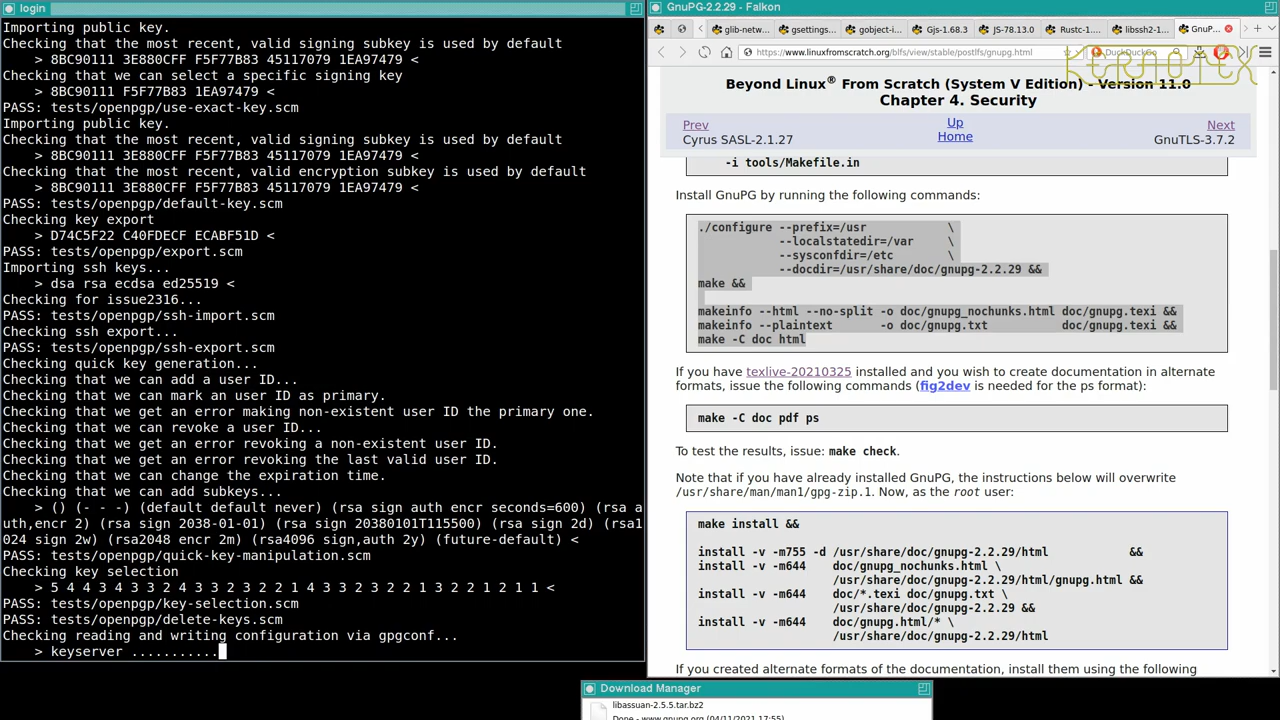 login
Importing public key.
Checking that the most recent, valid signing subkey is used by default
> 8BC90111 3E880CFF F5F77B83 45117079 1EA97479 <
Checking that we can select a specific signing key
> 8BC90111 F5F77B83 1EA97479 <
PASS: tests/openpgp/use-exact-key.scm
Importing public key.
Checking that the most recent, valid signing subkey is used by default
> 8BC90111 3E880CFF F5F77B83 45117079 1EA97479 <
Checking that the most recent, valid encryption subkey is used by default
> 8BC90111 3E880CFF F5F77B83 45117079 1EA97479 <
PASS: tests/openpgp/default-key.scm
Checking key export
> D74C5F22 C40FDECF ECABF51D <
PASS: tests/openpgp/export.scm
Importing ssh keys...
> dsa rsa ecdsa ed25519 <
Checking for issue2316...
PASS: tests/openpgp/ssh-import.scm
Checking ssh export...
PASS: tests/openpgp/ssh-export.scm
Checking quick key generation...
Checking that we can add a user ID...
Checking that we can mark an user ID as primary.
Checking that we get an error making non-existent user ID the primary one.
Checking that we can revoke a user ID...
Checking that we get an error revoking a non-existent user ID.
Checking that we get an error revoking the last valid user ID.
Checking that we can change the expiration time.
Checking that we can add subkeys...
> () (- - -) (default default never) (rsa sign auth encr seconds=600) (rsa a
uth,encr 2) (rsa sign 2038-01-01) (rsa sign 20380101T115500) (rsa sign 2d) (rsa1
024 sign 2w) (rsa2048 encr 2m) (rsa4096 sign,auth 2y) (future-default) <
PASS: tests/openpgp/quick-key-manipulation.scm
Checking key selection
> 5 4 4 3 4 3 3 2 4 3 3 2 3 2 2 1 4 3 3 2 3 2 2 1 3 2 2 1 2 1 1 <
PASS: tests/openpgp/key-selection.scm
PASS: tests/openpgp/delete-keys.scm
Checking reading and writing configuration via gpgconf...
> keyserver ...........
GnuPG-2.2.29 - Falkon
glib-netw... gsettings... gobject-i... Gjs-1.68.3 JS-78.13.0 Rustc-1.... libssh2-1... GnuPG...
https://www.linuxfromscratch.org/blfs/view/stable/postlfs/gnupg.html
DuckDuckGo
KERNOTEX
Beyond Linux® From Scratch (System V Edition) - Version 11.0
Chapter 4. Security
Prev Up Next
Cyrus SASL-2.1.27 Home GnuTLS-3.7.2
-i tools/Makefile.in
Install GnuPG by running the following commands:
./configure --prefix=/usr \
--localstatedir=/var \
--sysconfdir=/etc \
--docdir=/usr/share/doc/gnupg-2.2.29 &&
make &&
makeinfo --html --no-split -o doc/gnupg_nochunks.html doc/gnupg.texi &&
makeinfo --plaintext -o doc/gnupg.txt doc/gnupg.texi &&
make -C doc html
If you have texlive-20210325 installed and you wish to create documentation in alternate
formats, issue the following commands (fig2dev is needed for the ps format):
make -C doc pdf ps
To test the results, issue: make check.
Note that if you have already installed GnuPG, the instructions below will overwrite
/usr/share/man/man1/gpg-zip.1. Now, as the root user:
make install &&
install -v -m755 -d /usr/share/doc/gnupg-2.2.29/html &&
install -v -m644 doc/gnupg_nochunks.html \
/usr/share/doc/gnupg-2.2.29/html/gnupg.html &&
install -v -m644 doc/*.texi doc/gnupg.txt \
/usr/share/doc/gnupg-2.2.29 &&
install -v -m644 doc/gnupg.html/* \
/usr/share/doc/gnupg-2.2.29/html
If you created alternate formats of the documentation, install them using the following
Download Manager
libassuan-2.5.5.tar.bz2
Done - www.gnupg.org (04/11/2021 17:55)